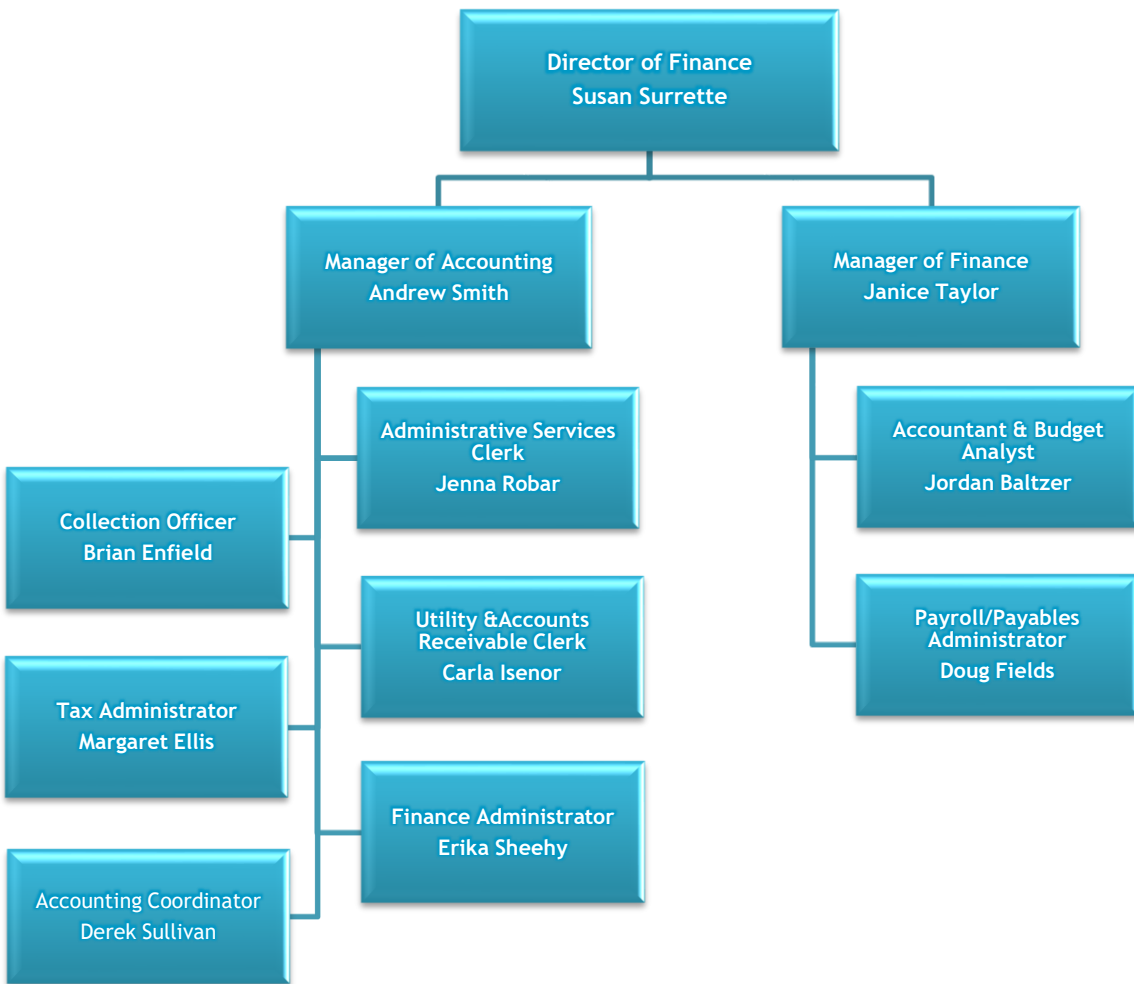 Director of Finance
Susan Surrette
Manager of Accounting
Andrew Smith
Manager of Finance
Janice Taylor
Administrative Services
Clerk
Jenna Robar
Accountant & Budget
Analyst
Jordan Baltzer
Collection Officer
Brian Enfield
Utility &Accounts
Receivable Clerk
Carla Isenor
Payroll/Payables
Administrator
Doug Fields
Tax Administrator
Margaret Ellis
Finance Administrator
Erika Sheehy
Accounting Coordinator
Derek Sullivan